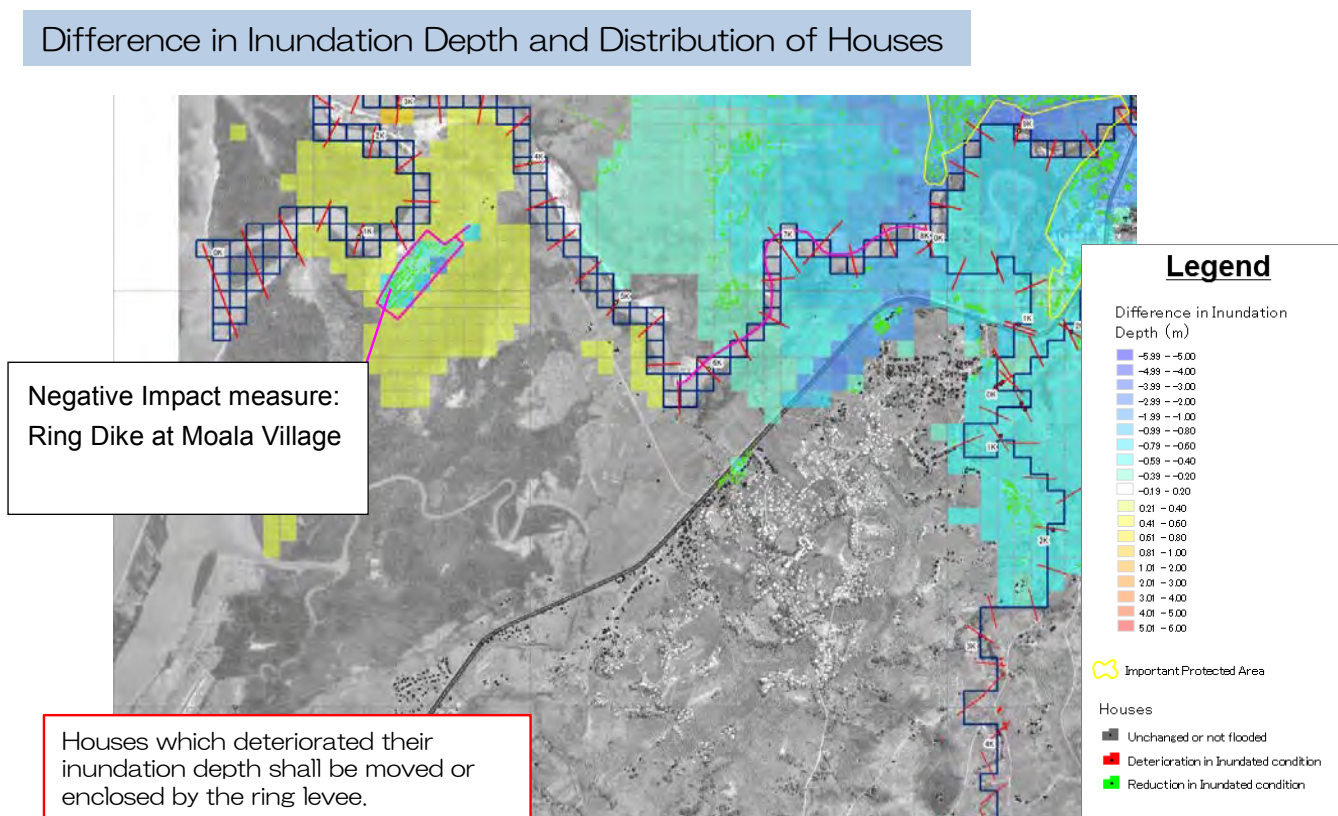 Difference in Inundation Depth and Distribution of Houses
3K
2K
9K
4K
1K
7K
8K
0K
0K
5K
1K
6K
0K
1K
2K
3K
4K
Negative Impact measure:
Ring Dike at Moala Village
Houses which deteriorated their
inundation depth shall be moved or
enclosed by the ring levee.
Legend
Difference in Inundation
Depth (m)
-5.99 - -5.00
-4.99 - -4.00
-3.99 - -3.00
-2.99 - -2.00
-1.99 - -1.00
-0.99 - -0.80
-0.79 - -0.60
-0.59 - -0.40
-0.39 - -0.20
-0.19 - 0.20
0.21 - 0.40
0.41 - 0.60
0.61 - 0.80
0.81 - 1.00
1.01 - 2.00
2.01 - 3.00
3.01 - 4.00
4.01 - 5.00
5.01 - 6.00
Important Protected Area
Houses
Unchanged or not flooded
Deterioration in Inundated condition
Reduction in Inundated condition